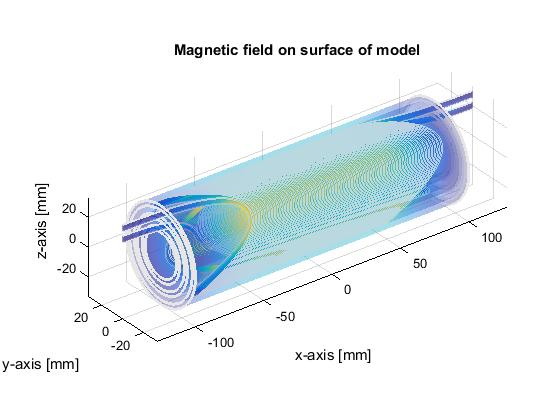 Magnetic field on surface of model
z-axis [mm]
20
0
-20
20
0
-20
y-axis [mm]
-100
-50
0
50
100
x-axis [mm]